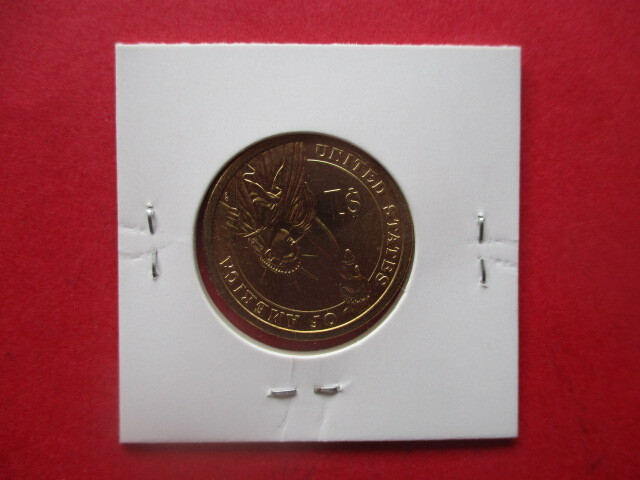 UNITED STATES OF AMERICA
$1